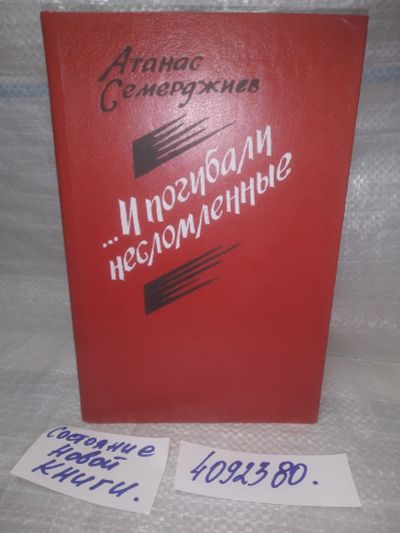 Атанас
Семерджиев
...И погибали
несломленные
Состояние
новой
книги.
4092380.